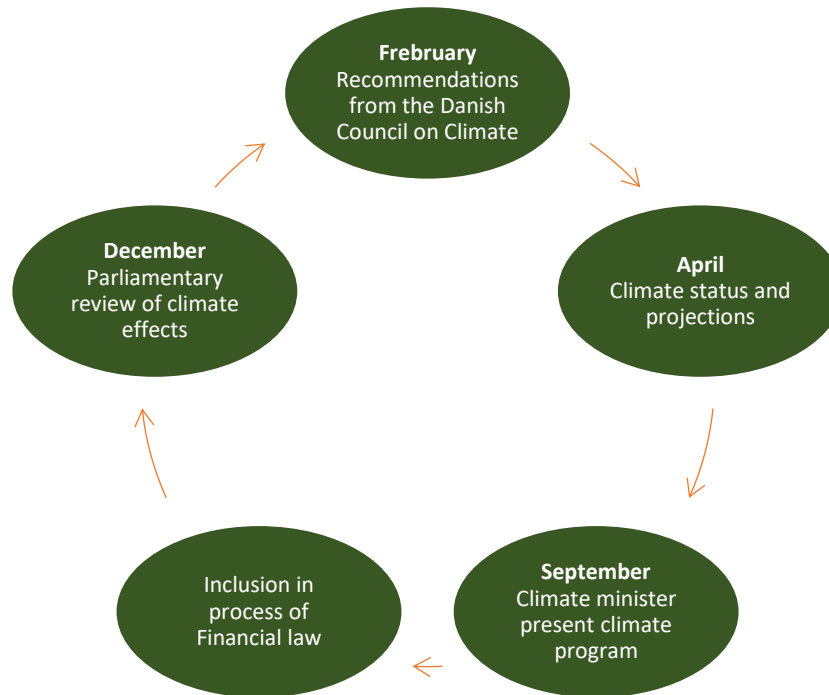 Frebruary
Recommendations
from the Danish
Council on Climate
April
Climate status and
projections
September
Climate minister
present climate
program
Inclusion in
process of
Financial law
December
Parliamentary
review of climate
effects